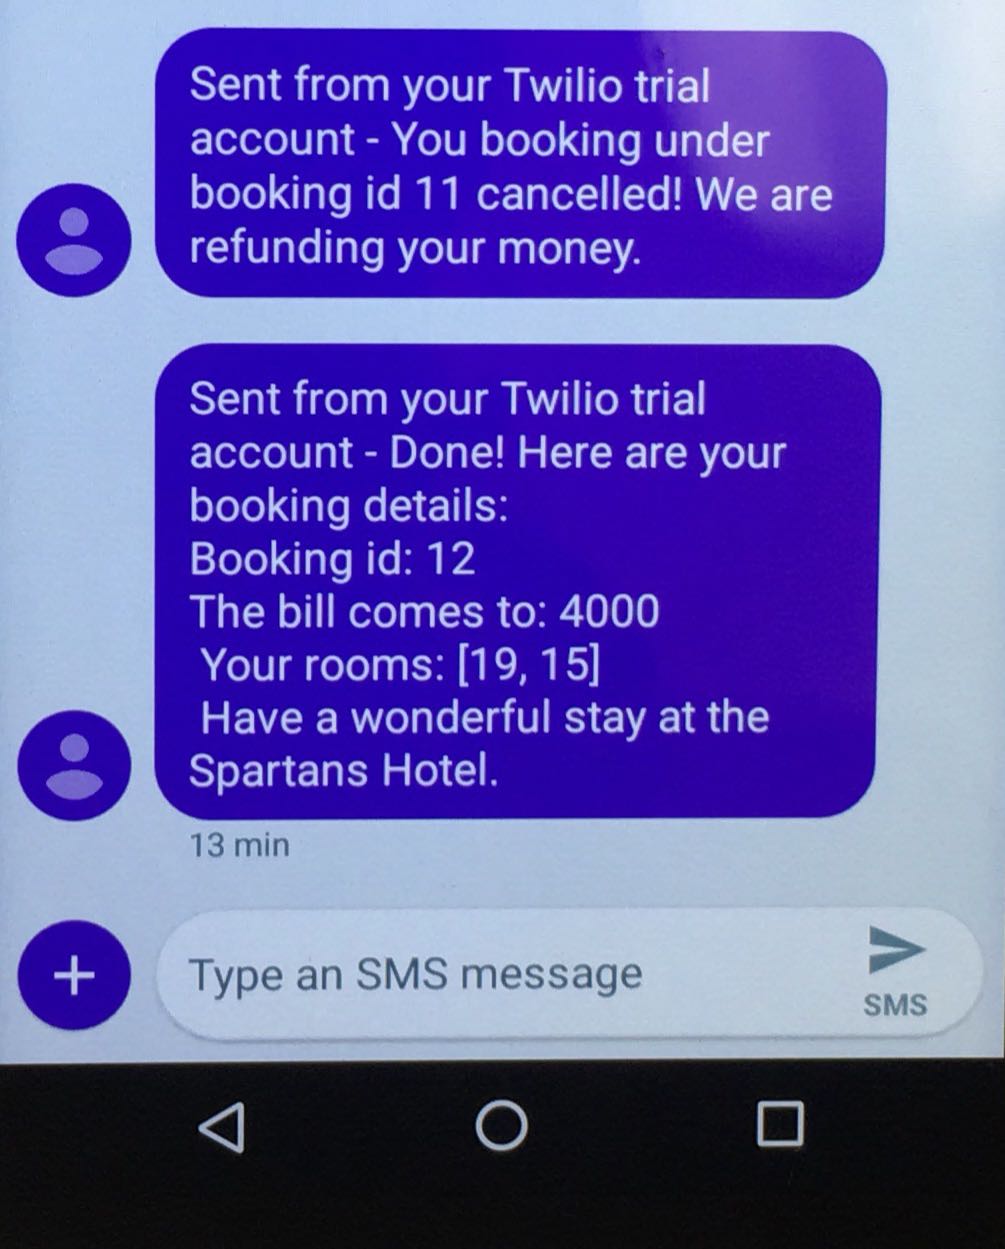 Sent from your Twilio trial
account - You booking under
booking id 11 cancelled! We are
refunding your money.
Sent from your Twilio trial
account - Done! Here are your
booking details:
Booking id: 12
The bill comes to: 4000
Your rooms: [19, 15]
Have a wonderful stay at the
Spartans Hotel.
13 min
Type an SMS message
SMS